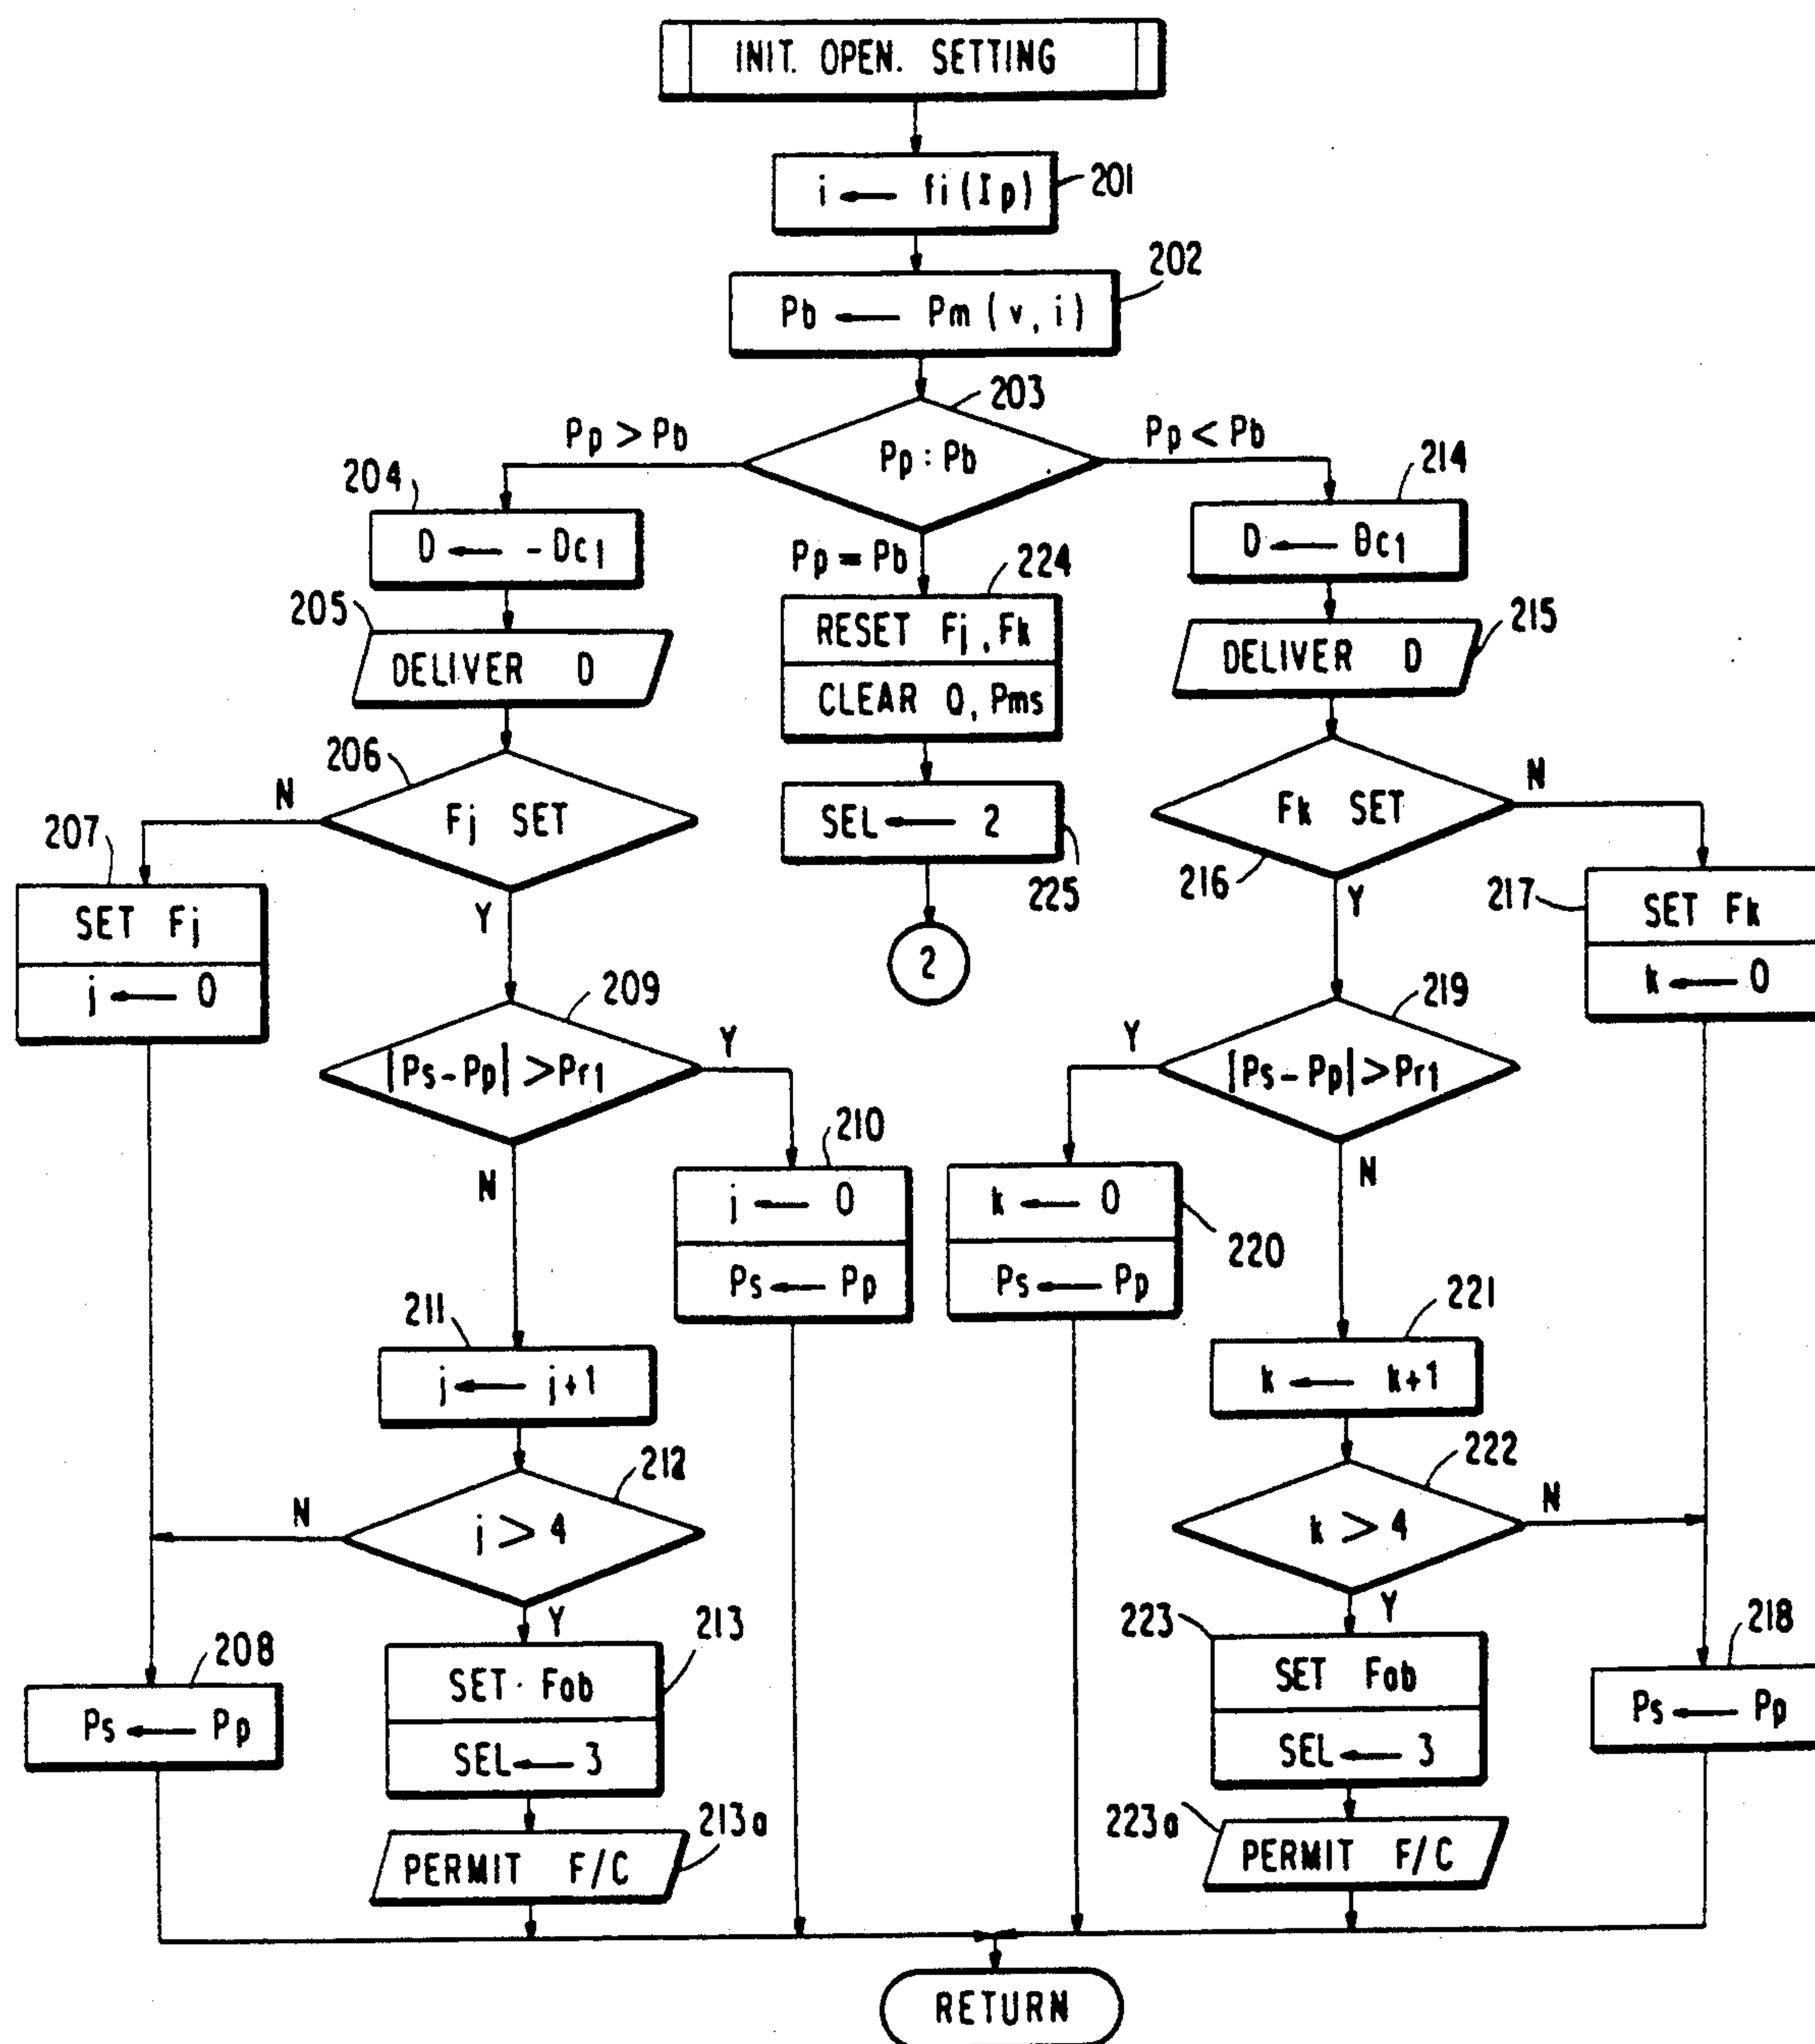 INIT. OPEN. SETTING
i ← fi(Ip)
201
Pb ← Pm(v, i)
202
203
Pp : Pb
Pp > Pb
Pp < Pb
Pp = Pb
204
D ← -Dc1
214
D ← θc1
224
RESET Fj, Fk
CLEAR Q, Pms
205
DELIVER D
215
DELIVER D
206
Fj SET
N
Y
SEL ← 2
225
2
216
Fk SET
N
Y
207
SET Fj
j ← 0
217
SET Fk
k ← 0
209
|Ps-Pp| > Pr1
Y
N
219
|Ps-Pp| > Pr1
Y
N
210
j ← 0
Ps ← Pp
220
k ← 0
Ps ← Pp
211
j ← j+1
221
k ← k+1
212
j > 4
N
Y
222
k > 4
N
Y
208
Ps ← Pp
213
SET Fob
SEL ← 3
223
SET Fob
SEL ← 3
218
Ps ← Pp
213a
PERMIT F/C
223a
PERMIT F/C
RETURN